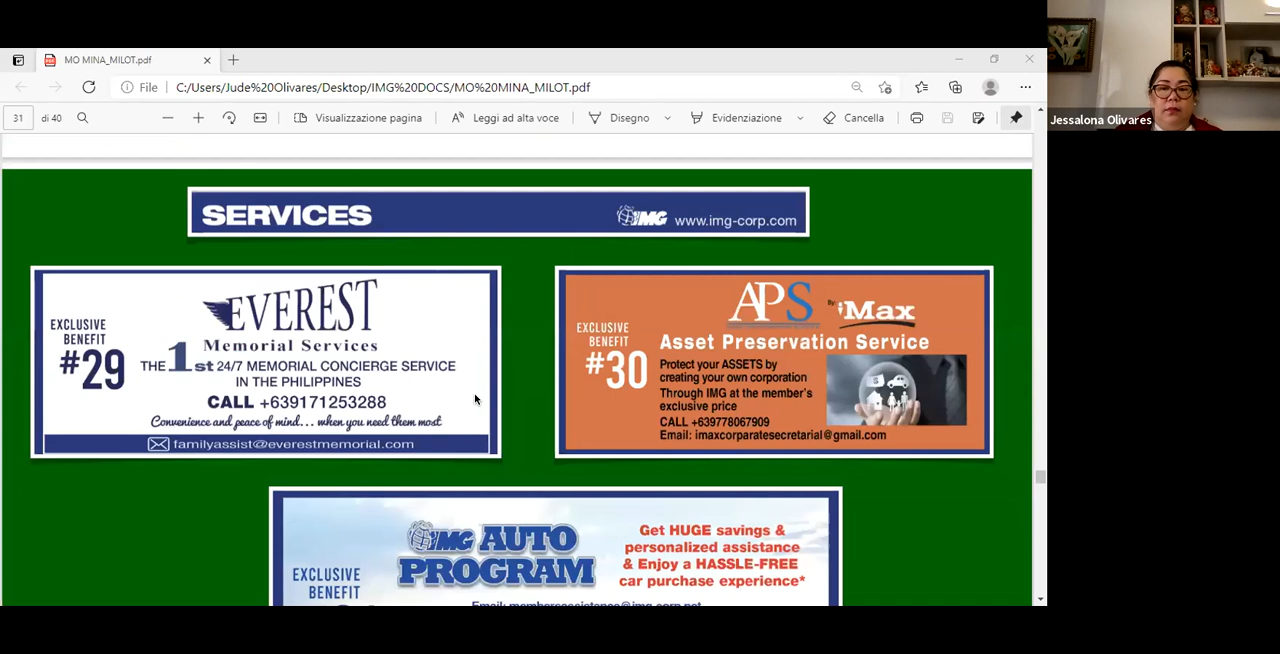 MO MINA_MILOT.pdf
File C:/Users/Jude%20Olivares/Desktop/IMG%20DOCS/MO%20MINA_MILOT.pdf
31 di 40 Visualizzazione pagina Leggi ad alta voce Disegno Evidenziazione Cancella
Jessalona Olivares
SERVICES IMG www.img-corp.com
EXCLUSIVE
BENEFIT
#29
EVEREST
Memorial Services
THE 1st 24/7 MEMORIAL CONCIERGE SERVICE
IN THE PHILIPPINES
CALL +639171253288
Convenience and peace of mind... when you need them most
familyassist@everestmemorial.com
EXCLUSIVE
BENEFIT
#30
APS By iMax
Asset Preservation Service
Protect your ASSETS by
creating your own corporation
Through IMG at the member's
exclusive price
CALL +639778067909
Email: imaxcorparatesecretarial@gmail.com
EXCLUSIVE
BENEFIT
IMG AUTO
PROGRAM
Get HUGE savings &
personalized assistance
& Enjoy a HASSLE-FREE
car purchase experience*